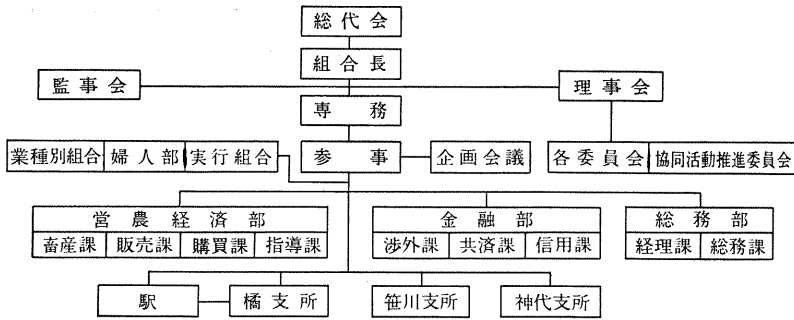 総代会
組合長
監事会
理事会
専務
業種別組合 婦人部 実行組合
参事
企画会議
各委員会 協同活動推進委員会
営農経済部
畜産課 販売課 購買課 指導課
金融部
渉外課 共済課 信用課
総務部
経理課 総務課
駅
橘支所
笹川支所
神代支所